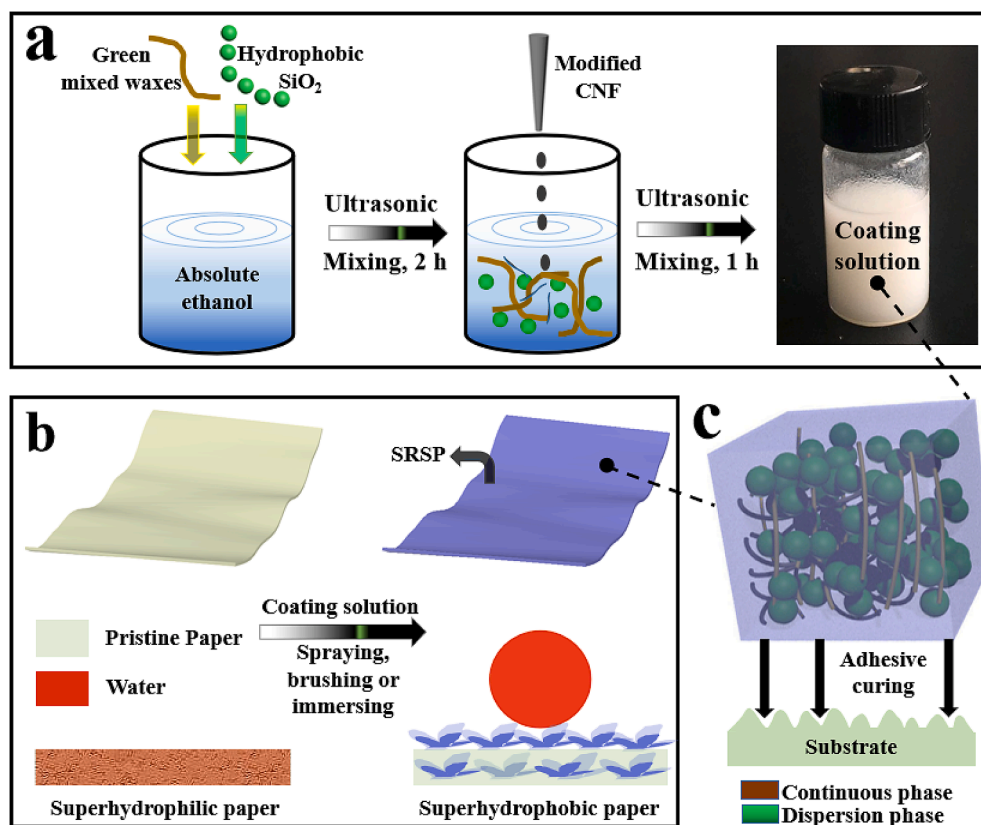 a
Green
mixed waxes
Hydrophobic
SiO₂
Absolute
ethanol
Ultrasonic
Mixing, 2 h
Modified
CNF
Ultrasonic
Mixing, 1 h
Coating
solution
b
SRSP
Pristine Paper
Water
Coating solution
Spraying,
brushing or
immersing
Superhydrophilic paper
Superhydrophobic paper
c
Adhesive
curing
Substrate
Continuous phase
Dispersion phase